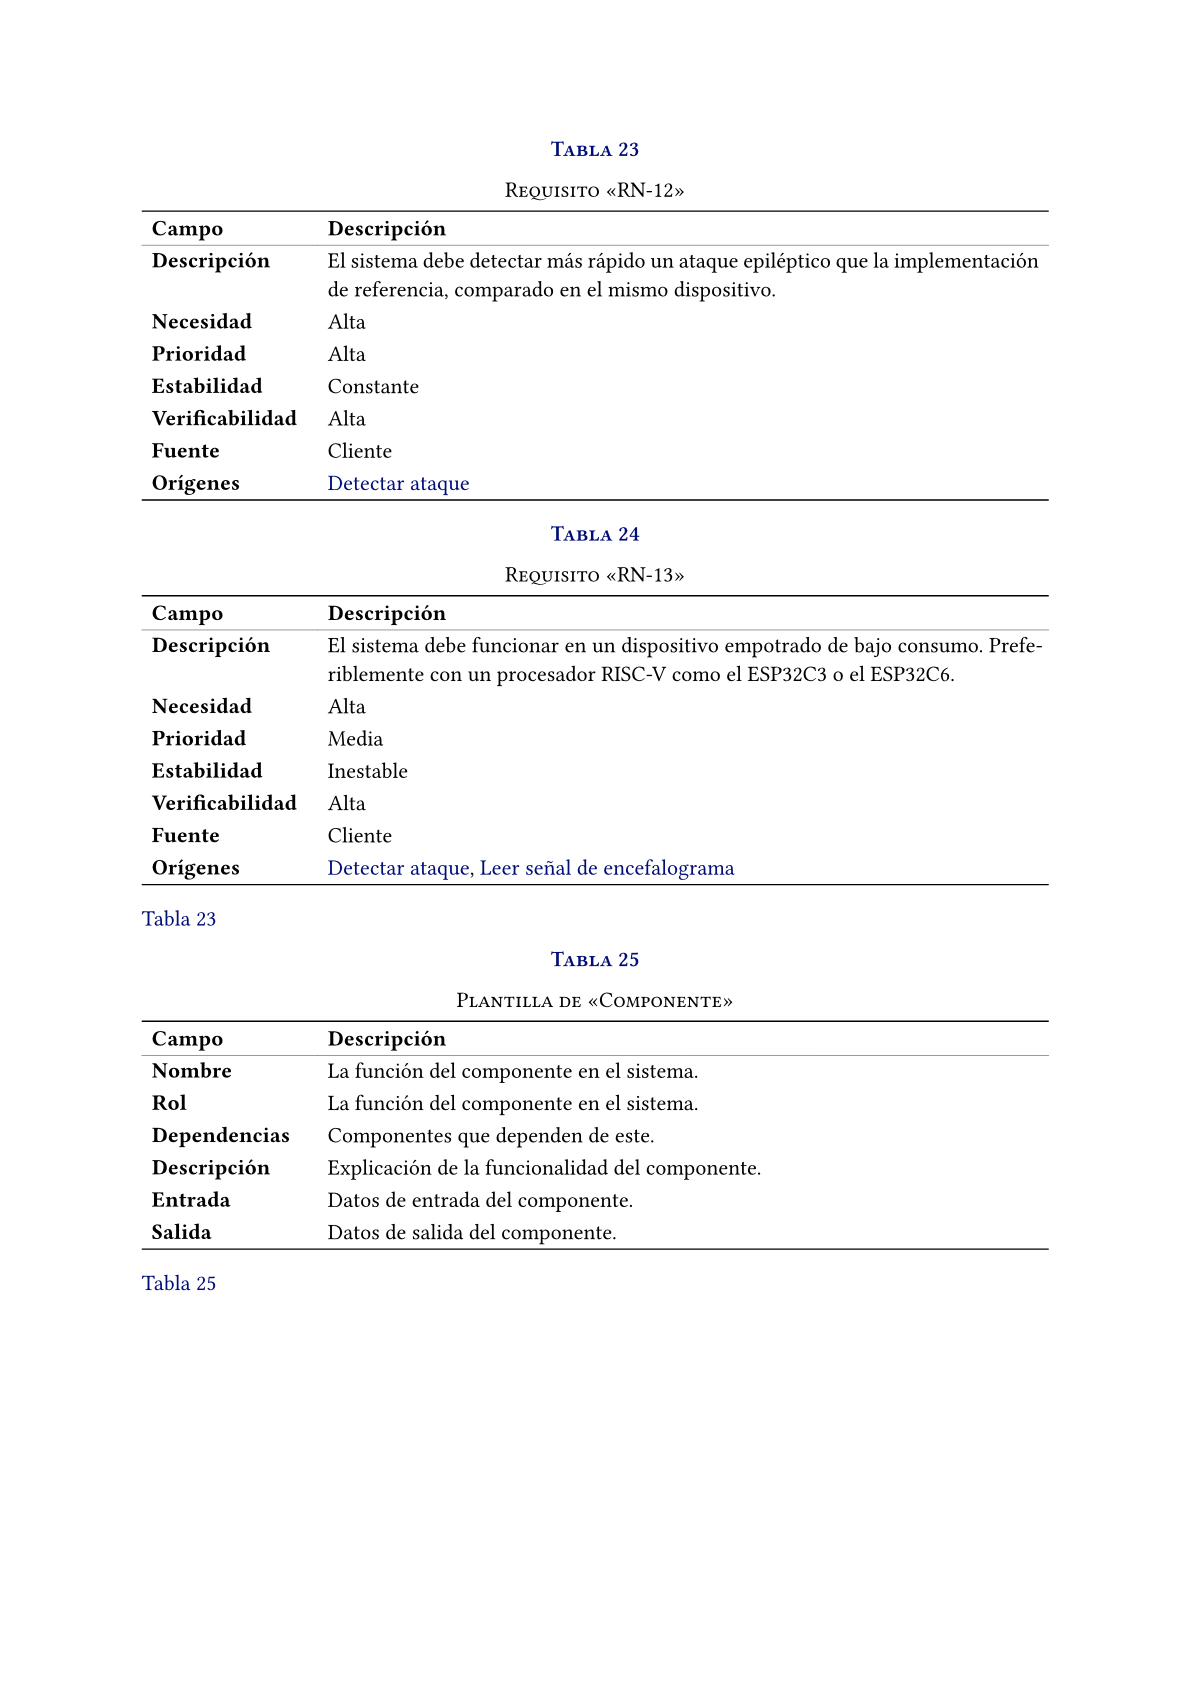 Tabla 23
Requisito «RN-12»
Campo Descripción
Descripción El sistema debe detectar más rápido un ataque epiléptico que la implementación
de referencia, comparado en el mismo dispositivo.
Necesidad Alta
Prioridad Alta
Estabilidad Constante
Verificabilidad Alta
Fuente Cliente
Orígenes Detectar ataque
Tabla 24
Requisito «RN-13»
Campo Descripción
Descripción El sistema debe funcionar en un dispositivo empotrado de bajo consumo. Prefe-
riblemente con un procesador RISC-V como el ESP32C3 o el ESP32C6.
Necesidad Alta
Prioridad Media
Estabilidad Inestable
Verificabilidad Alta
Fuente Cliente
Orígenes Detectar ataque, Leer señal de encefalograma
Tabla 23
Tabla 25
Plantilla de «Componente»
Campo Descripción
Nombre La función del componente en el sistema.
Rol La función del componente en el sistema.
Dependencias Componentes que dependen de este.
Descripción Explicación de la funcionalidad del componente.
Entrada Datos de entrada del componente.
Salida Datos de salida del componente.
Tabla 25